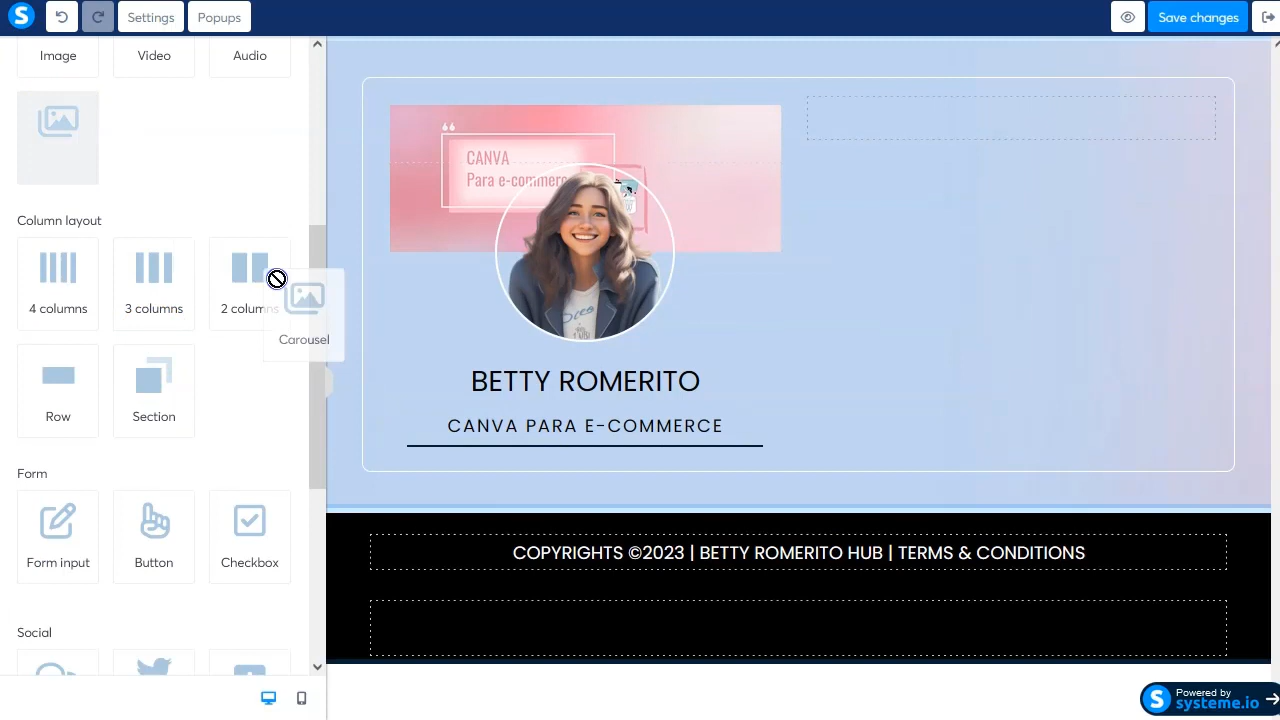 S
Settings
Popups
Save changes
Image
Video
Audio
Column layout
4 columns
3 columns
2 columns
Carousel
Row
Section
Form
Form input
Button
Checkbox
Social
CANVA
Para e-commerce
BETTY ROMERITO
CANVA PARA E-COMMERCE
COPYRIGHTS ©2023 | BETTY ROMERITO HUB | TERMS & CONDITIONS
S
Powered by
systeme.io